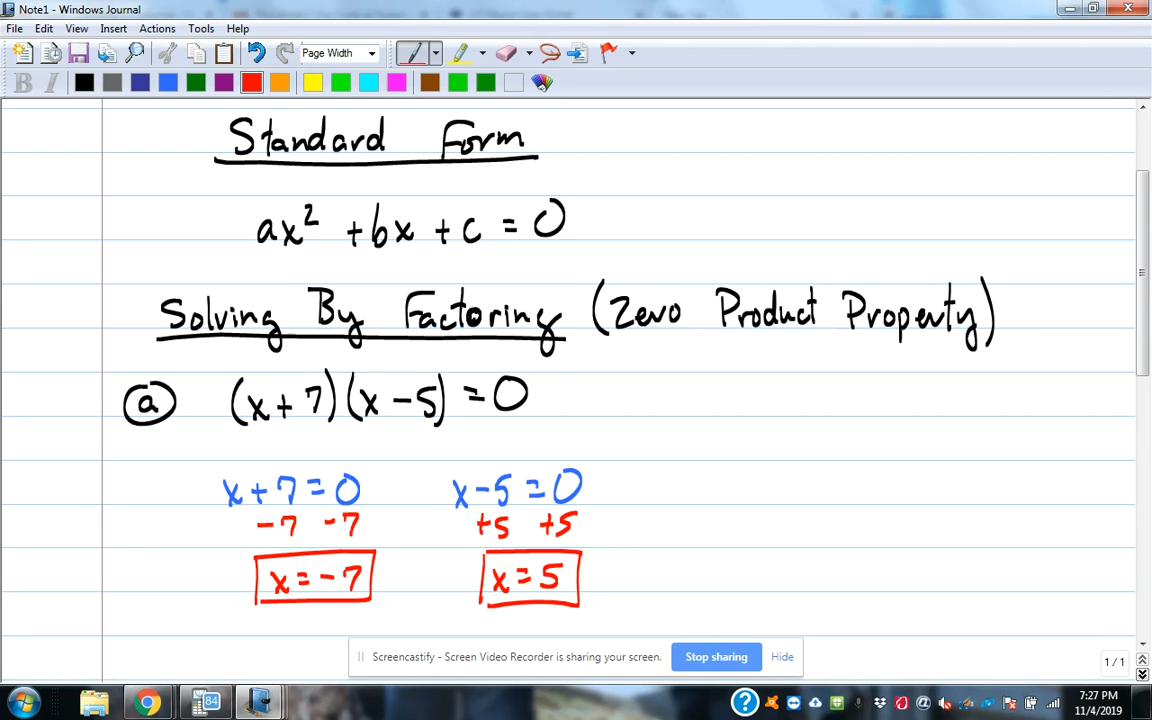 Note1 - Windows Journal
File Edit View Insert Actions Tools Help
Page Width
B I
Standard Form
ax² + bx + c = 0
Solving By Factoring (Zero Product Property)
a (x + 7)(x - 5) = 0
x + 7 = 0 x - 5 = 0
-7 -7 +5 +5
x = -7 x = 5
Screencastify - Screen Video Recorder is sharing your screen. Stop sharing Hide
1 / 1
84
7:27 PM
11/4/2019